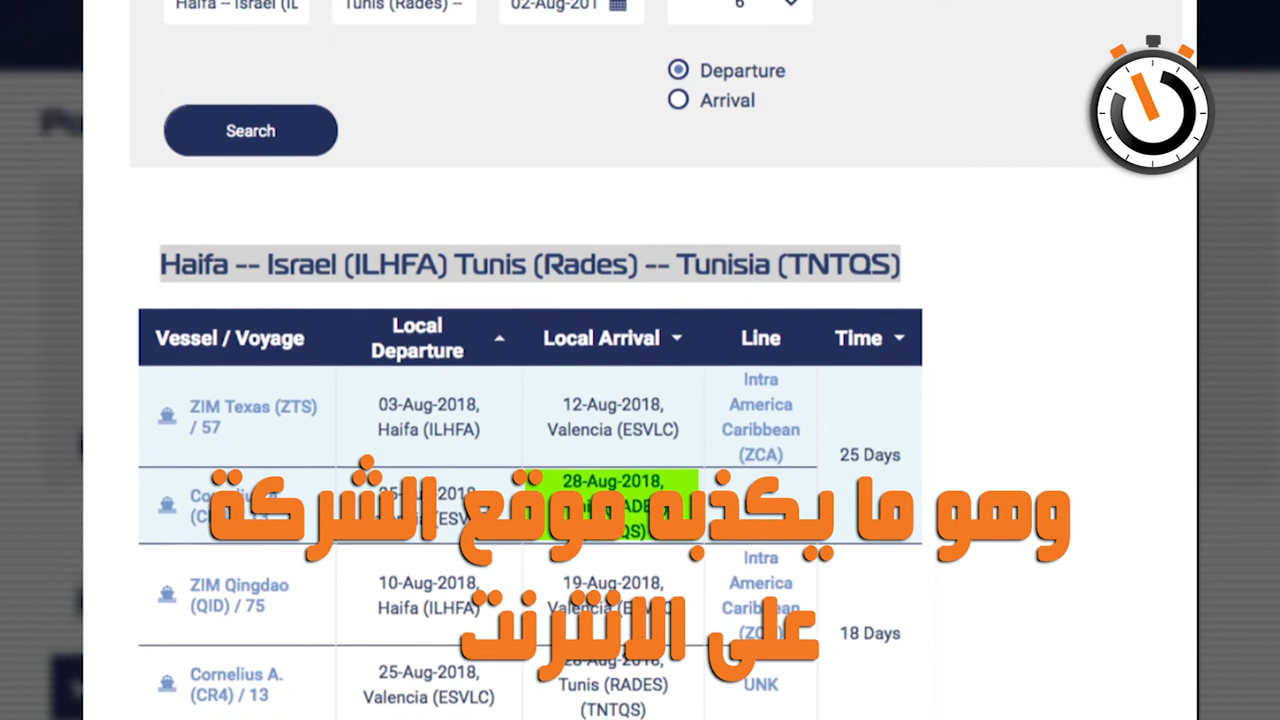 Haifa -- Israel (IL
Tunis (Rades) --
02-Aug-201
6
Departure
Arrival
Search
Haifa -- Israel (ILHFA) Tunis (Rades) -- Tunisia (TNTQS)
Vessel / Voyage
Local Departure
Local Arrival
Line
Time
ZIM Texas (ZTS)
/ 57
03-Aug-2018,
Haifa (ILHFA)
12-Aug-2018,
Valencia (ESVLC)
Intra
America
Caribbean
(ZCA)
25 Days
28-Aug-2018,
وهو ما يكذبه موقع الشركة
على الانترنت
ZIM Qingdao
(QID) / 75
10-Aug-2018,
Haifa (ILHFA)
19-Aug-2018,
Intra
America
18 Days
Cornelius A.
(CR4) / 13
25-Aug-2018,
Valencia (ESVLC)
28-Aug-2018,
Tunis (RADES)
(TNTQS)
UNK